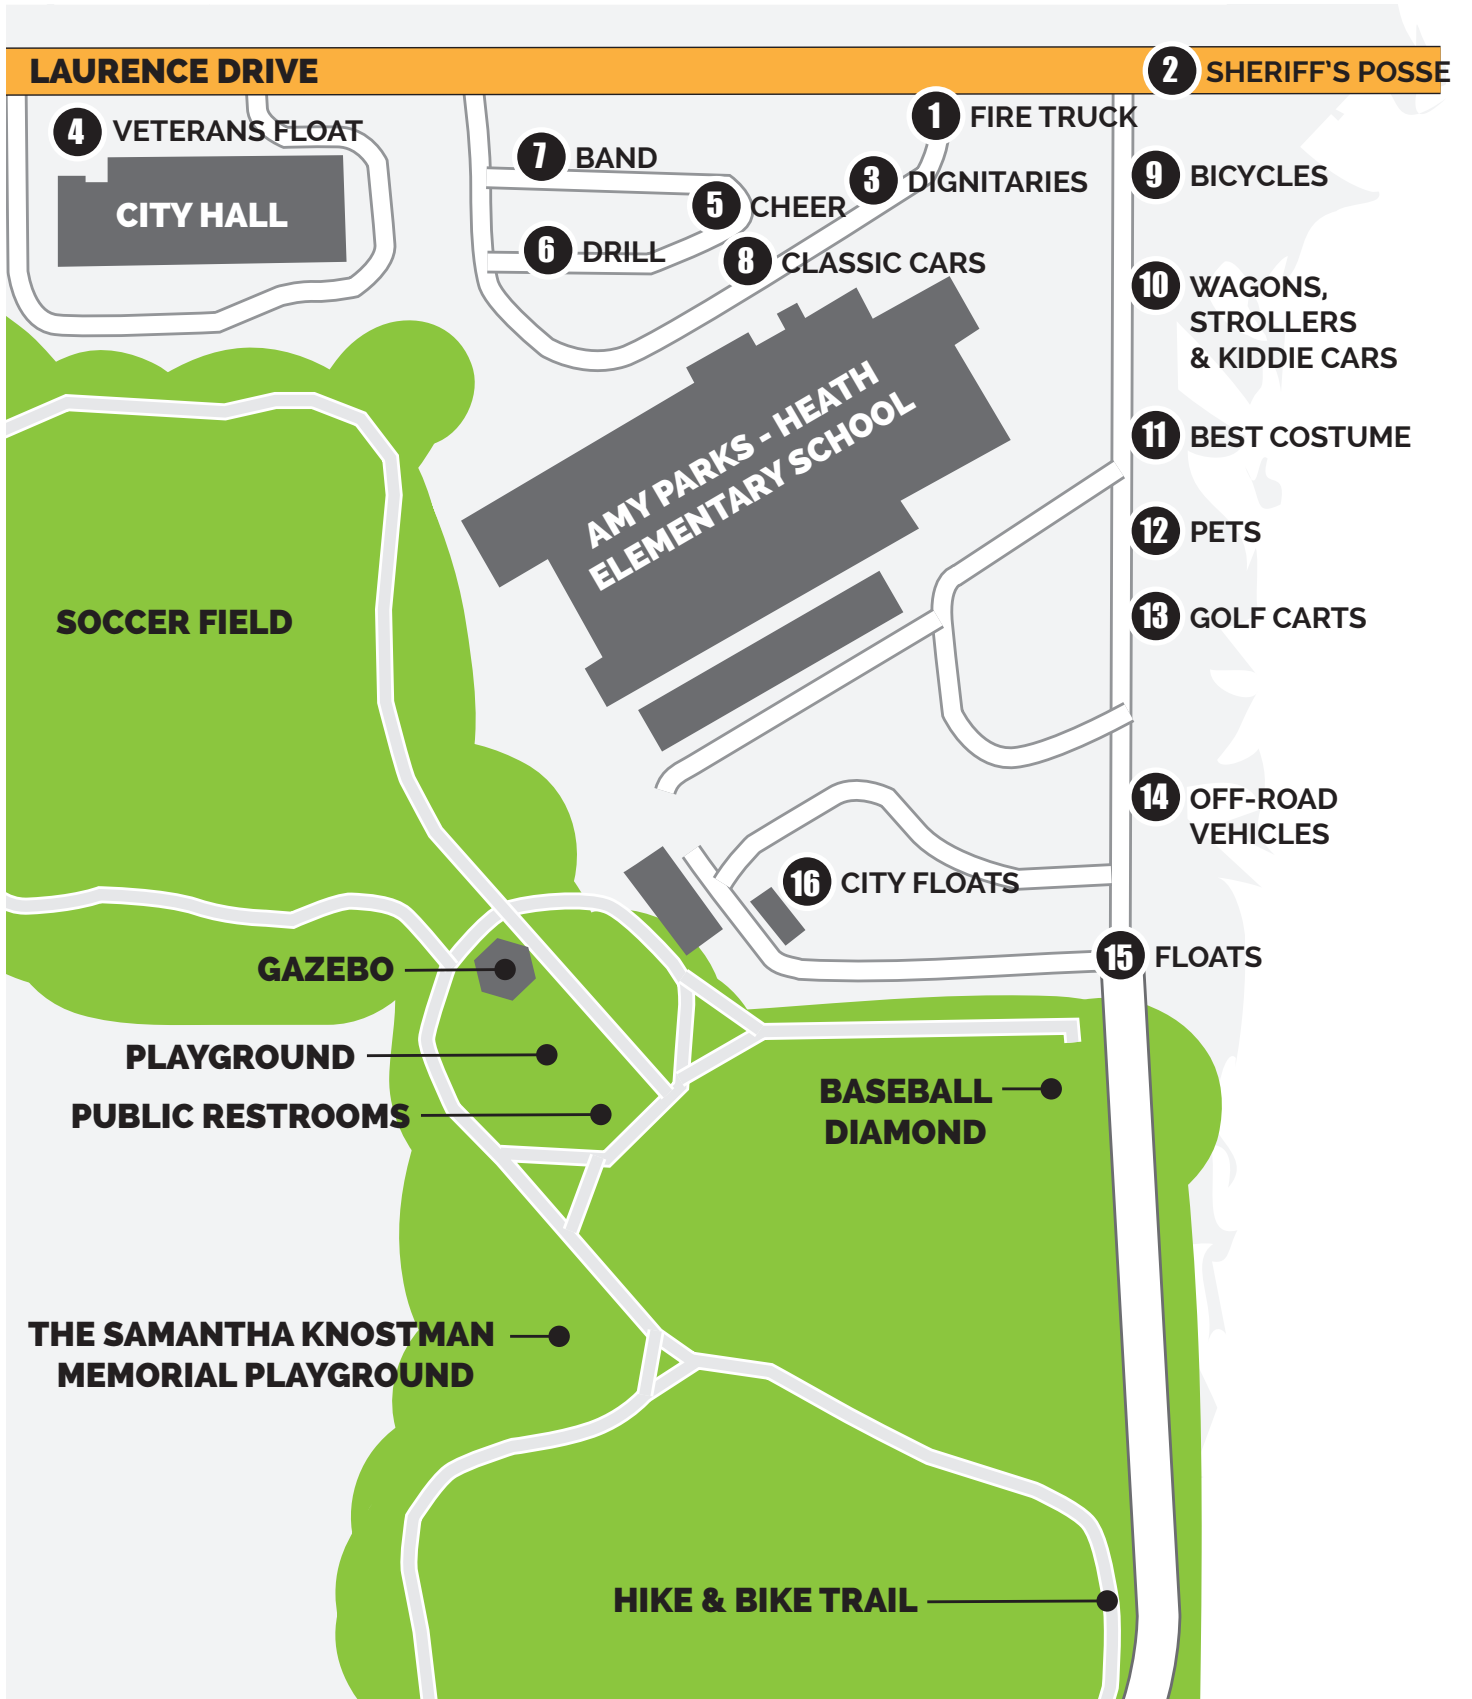 LAURENCE DRIVE
2 SHERIFF'S POSSE
1 FIRE TRUCK
4 VETERANS FLOAT
7 BAND
3 DIGNITARIES
9 BICYCLES
5 CHEER
CITY HALL
6 DRILL
8 CLASSIC CARS
10 WAGONS,
STROLLERS
& KIDDIE CARS
AMY PARKS - HEATH
ELEMENTARY SCHOOL
11 BEST COSTUME
12 PETS
SOCCER FIELD
13 GOLF CARTS
14 OFF-ROAD
VEHICLES
16 CITY FLOATS
15 FLOATS
GAZEBO
PLAYGROUND
PUBLIC RESTROOMS
BASEBALL
DIAMOND
THE SAMANTHA KNOSTMAN
MEMORIAL PLAYGROUND
HIKE & BIKE TRAIL